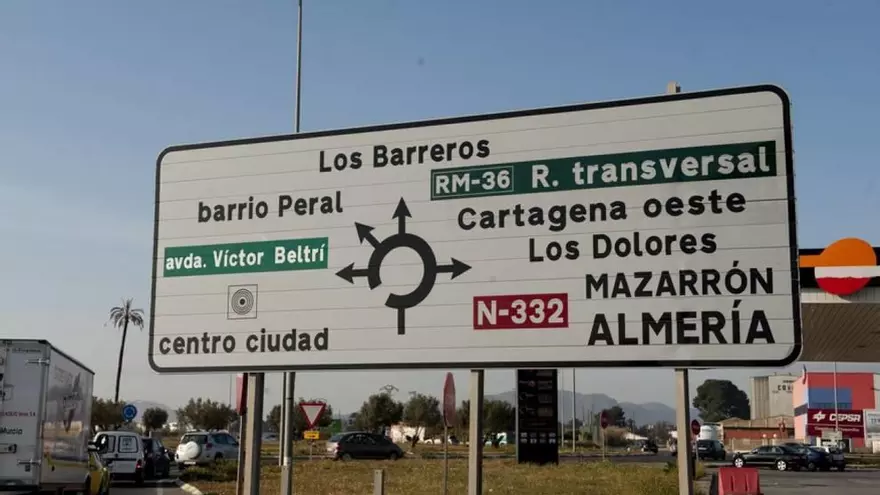 Los Barreros
RM-36 R. transversal
barrio Peral
Cartagena oeste
Los Dolores
avda. Víctor Beltrí
MAZARRÓN
N-332
ALMERÍA
centro ciudad
CEPSA
Murcia